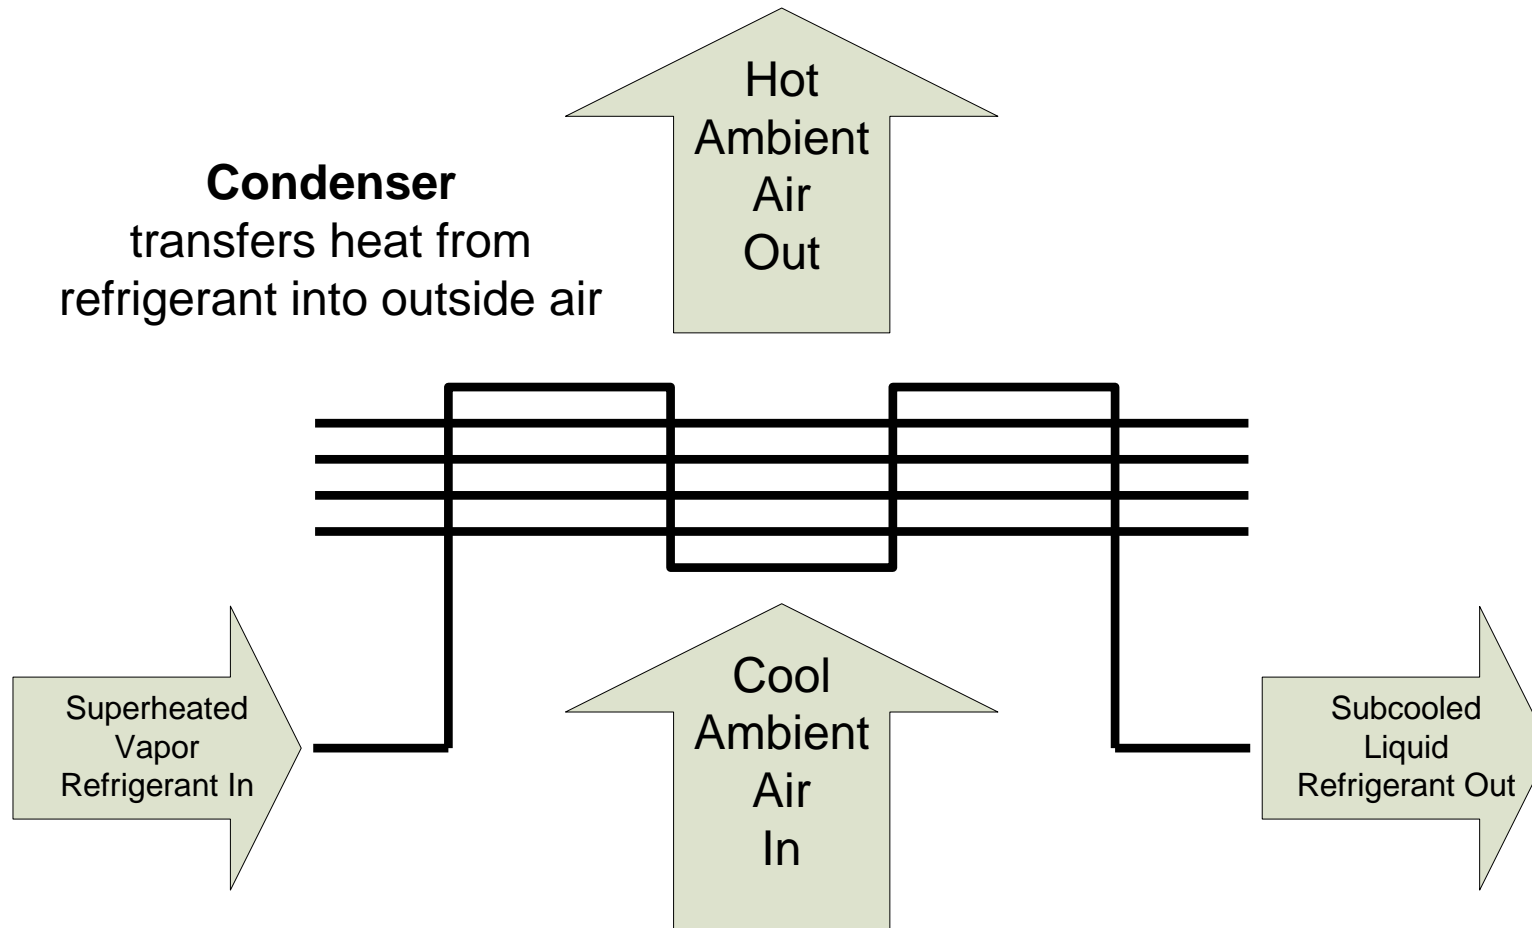 Hot
Ambient
Air
Out
Condenser
transfers heat from
refrigerant into outside air
Superheated
Vapor
Refrigerant In
Cool
Ambient
Air
In
Subcooled
Liquid
Refrigerant Out